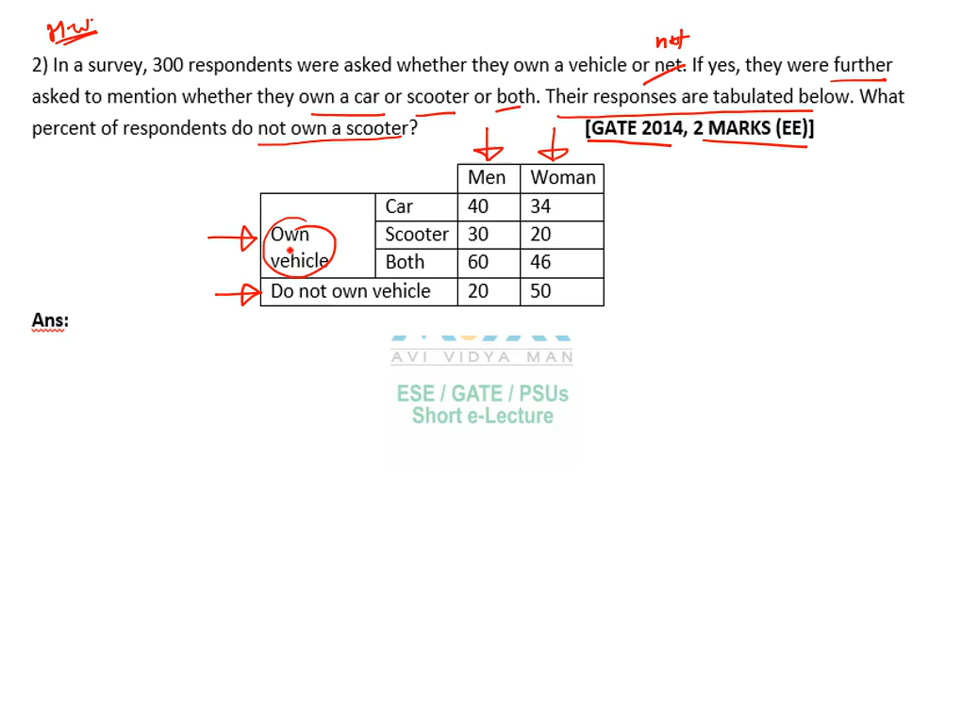 H.W.
not
2) In a survey, 300 respondents were asked whether they own a vehicle or net. If yes, they were further
asked to mention whether they own a car or scooter or both. Their responses are tabulated below. What
percent of respondents do not own a scooter? [GATE 2014, 2 MARKS (EE)]
Men Woman
Own vehicle Car 40 34
Scooter 30 20
Both 60 46
Do not own vehicle 20 50
Ans:
AVI VIDYA MAN
ESE / GATE / PSUs
Short e-Lecture